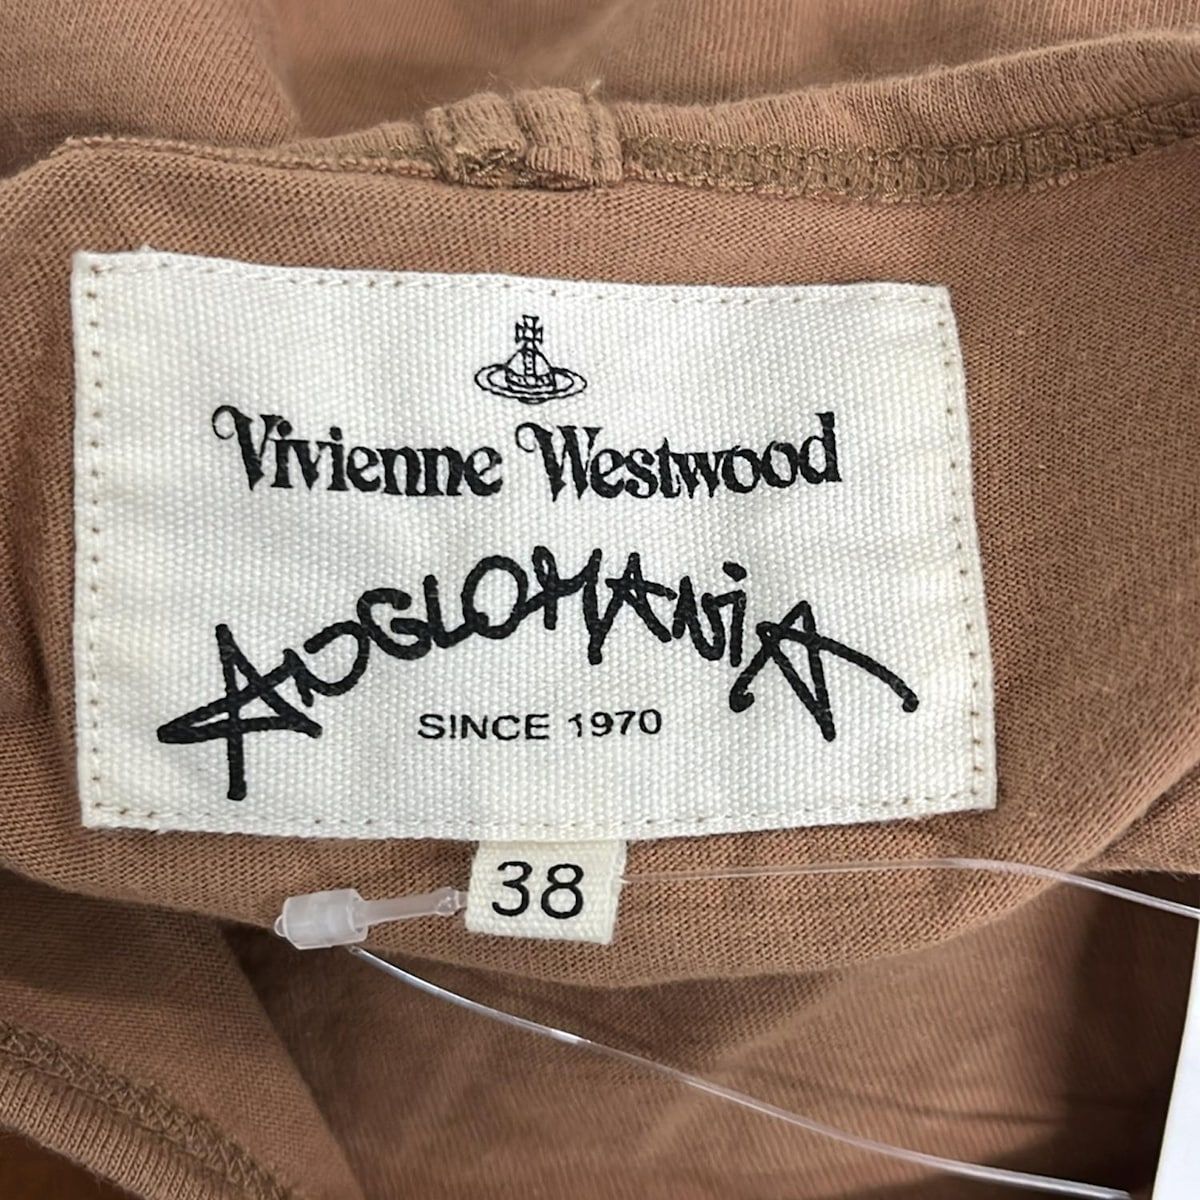 Vivienne Westwood
ANGLOMANIA
SINCE 1970
38